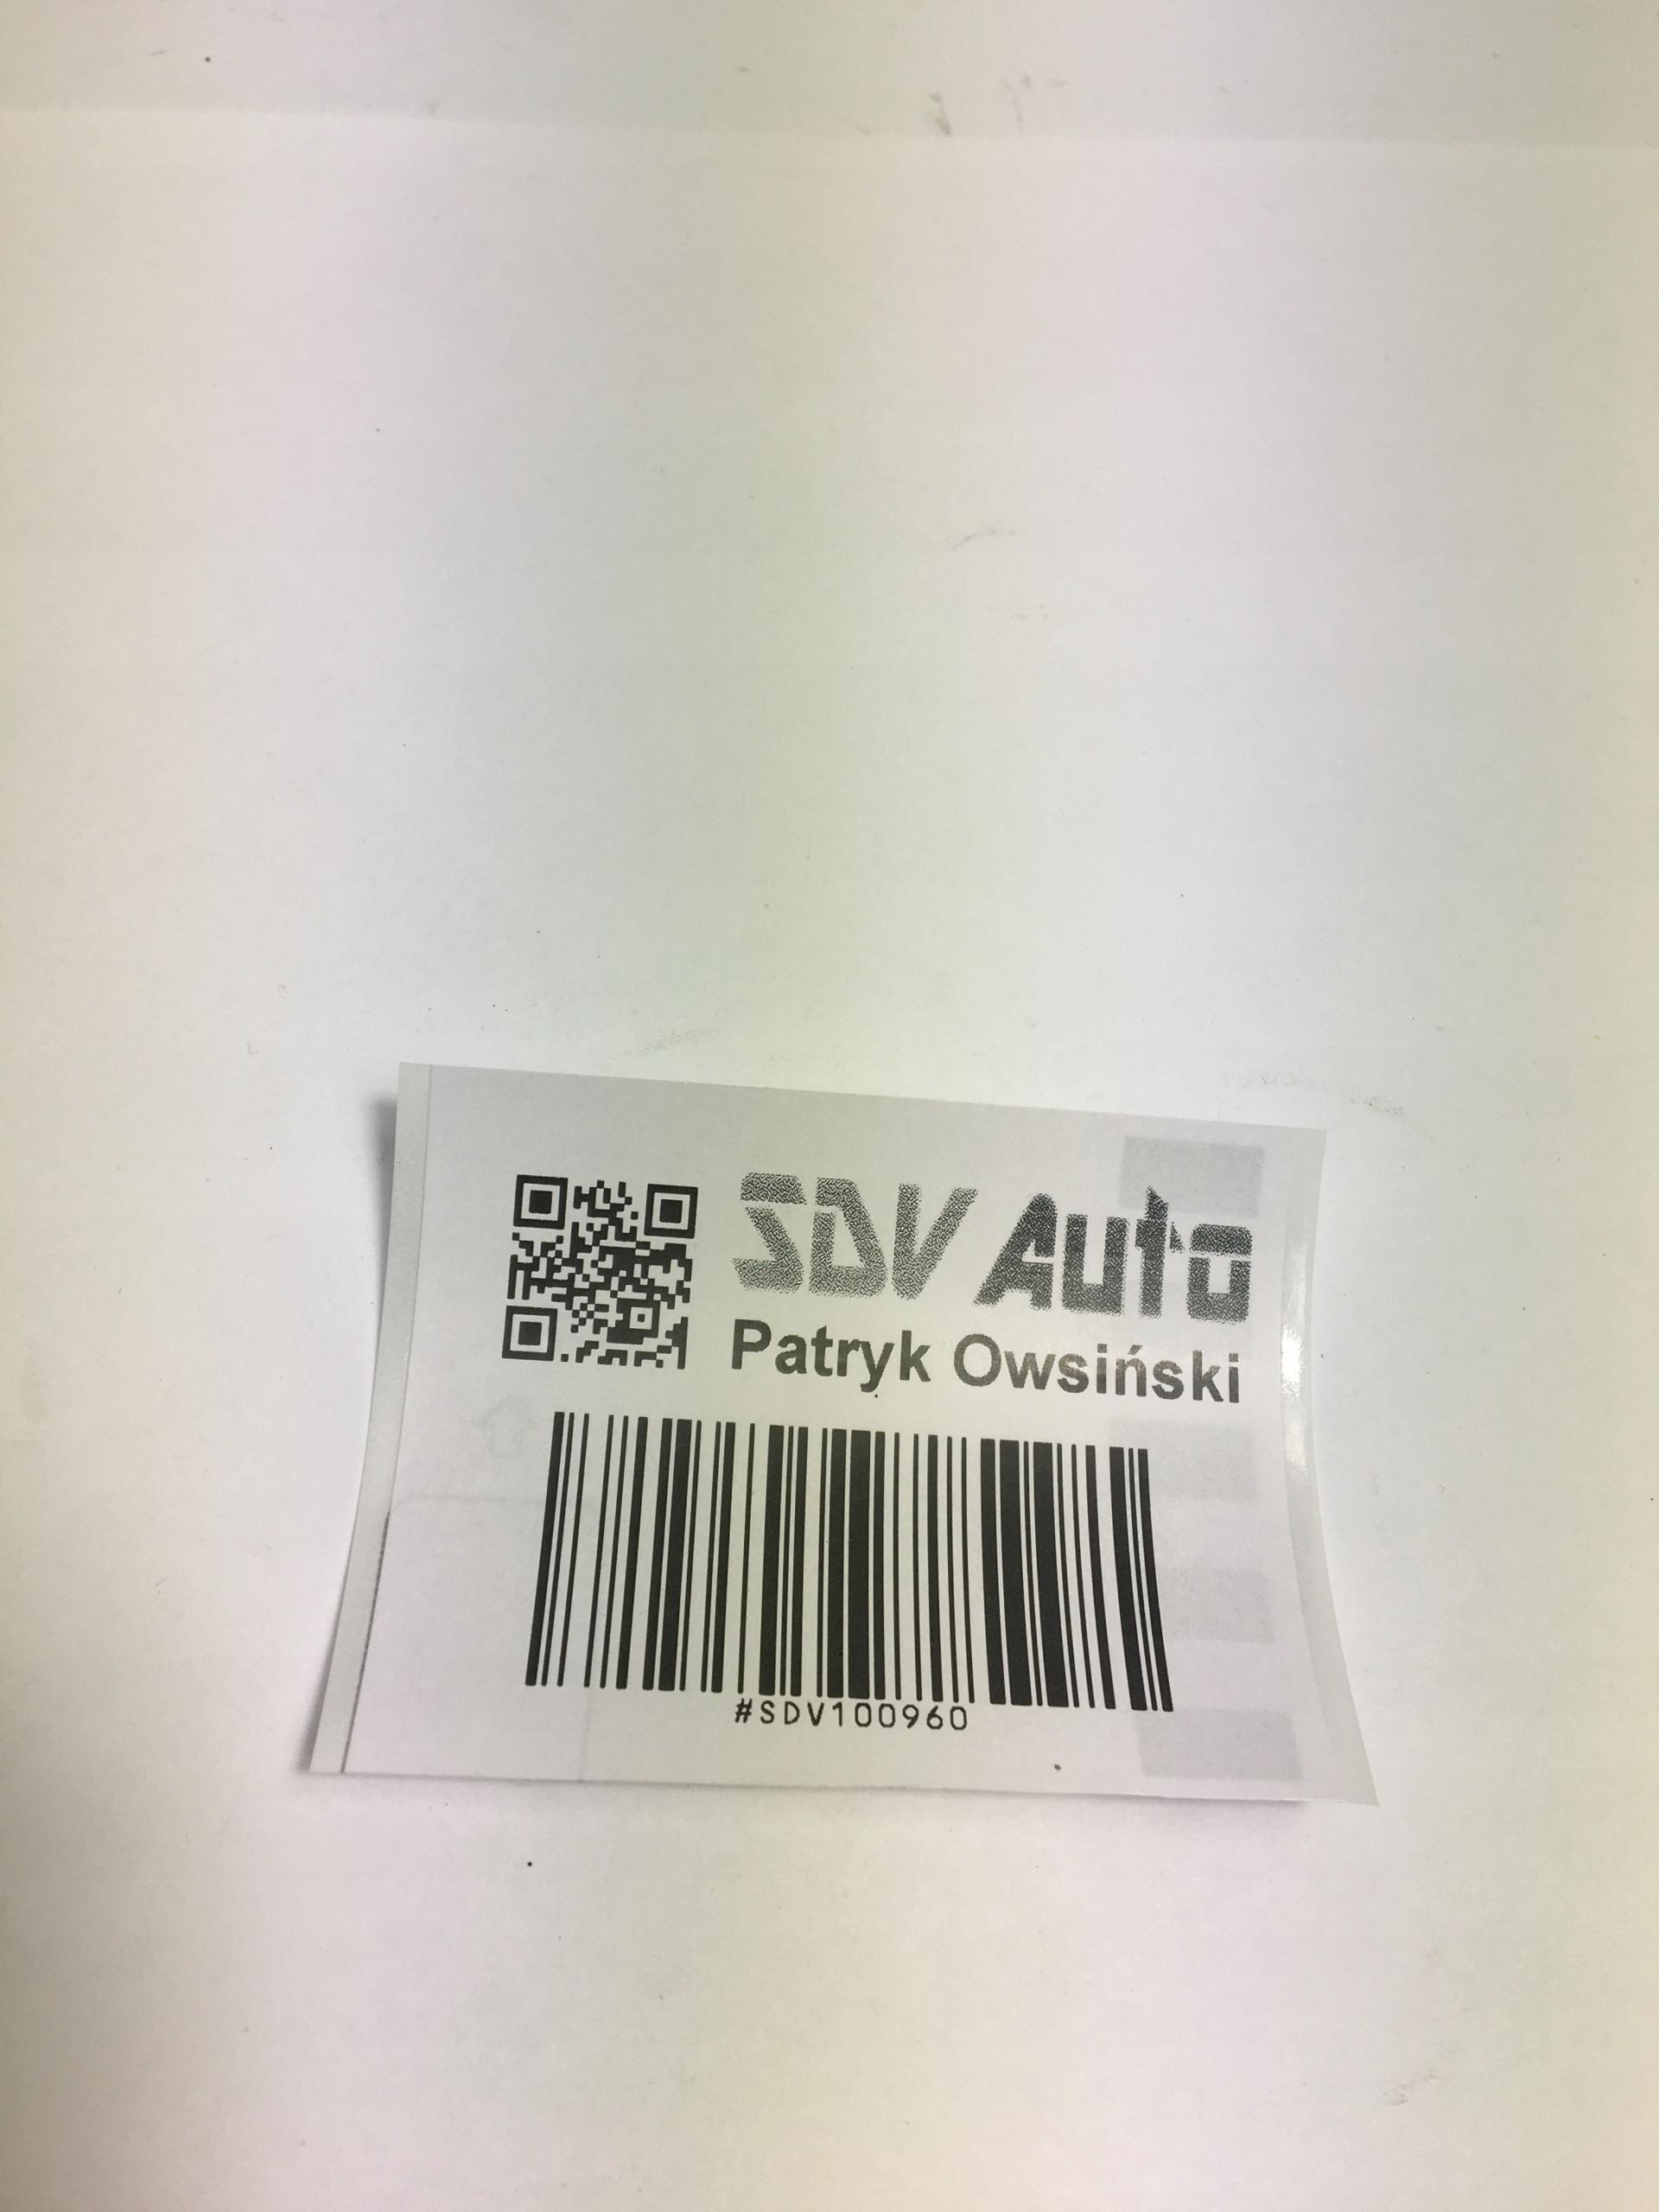 SDV Auto
Patryk Owsiński
#SDV100960